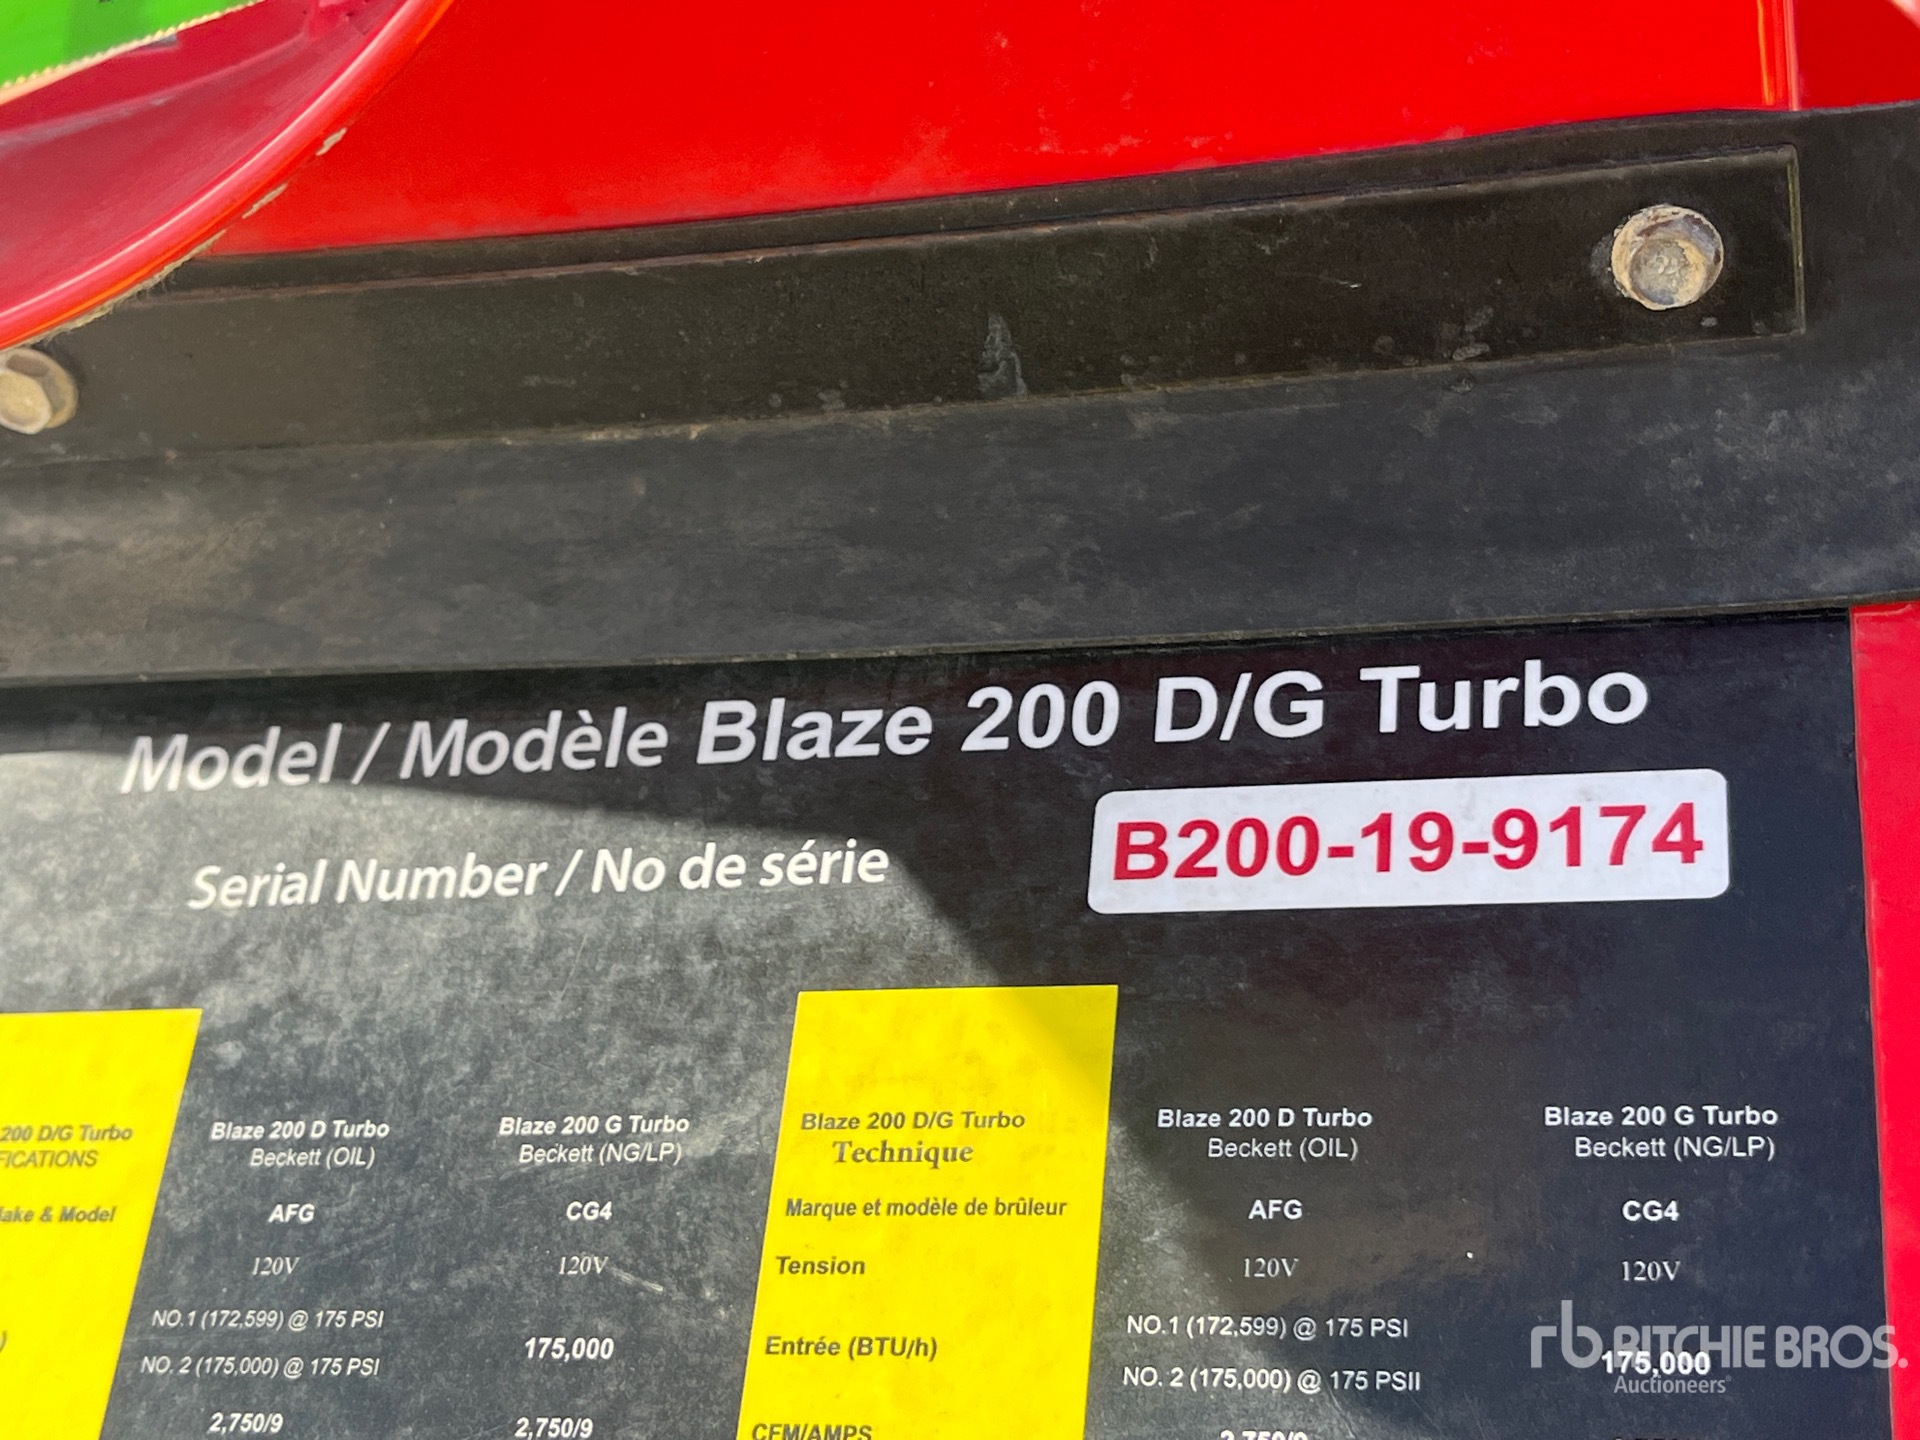 Model / Modèle Blaze 200 D/G Turbo
Serial Number / No de série B200-19-9174
200 D/G Turbo
Blaze 200 D Turbo
Beckett (OIL)
Blaze 200 G Turbo
Beckett (NG/LP)
& Model
AFG
CG4
120V
120V
NO.1 (172,599) @ 175 PSI
NO. 2 (175,000) @ 175 PSI
175,000
2,750/9
2,750/9
Blaze 200 D/G Turbo
Technique
Blaze 200 D Turbo
Beckett (OIL)
Blaze 200 G Turbo
Beckett (NG/LP)
Marque et modèle de brûleur
AFG
CG4
Tension
120V
120V
Entrée (BTU/h)
NO.1 (172,599) @ 175 PSI
NO. 2 (175,000) @ 175 PSII
175,000
CFM/AMPS
2,750/9
rb RITCHIE BROS.
Auctioneers